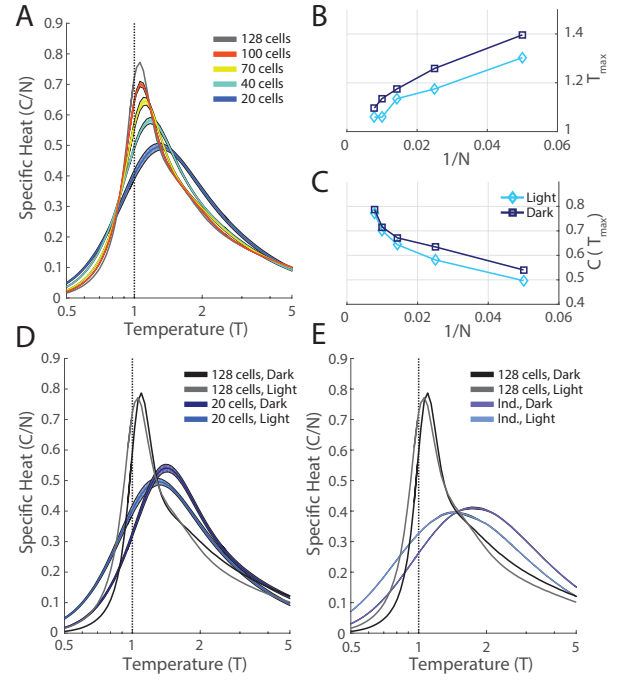 A
Specific Heat (C/N)
0.9
0.8
0.7
0.6
0.5
0.4
0.3
0.2
0.1
0
0.5
1
2
5
Temperature (T)
128 cells
100 cells
70 cells
40 cells
20 cells
B
1.4
1.2
1
T max
0
0.02
0.04
0.06
1/N
C
Light
Dark
0.8
0.7
0.6
0.5
0.4
C ( T max )
0
0.02
0.04
0.06
1/N
D
Specific Heat (C/N)
0.9
0.8
0.7
0.6
0.5
0.4
0.3
0.2
0.1
0
0.5
1
2
5
Temperature (T)
128 cells, Dark
128 cells, Light
20 cells, Dark
20 cells, Light
E
Specific Heat (C/N)
0.9
0.8
0.7
0.6
0.5
0.4
0.3
0.2
0.1
0
0.5
1
2
5
Temperature (T)
128 cells, Dark
128 cells, Light
Ind., Dark
Ind., Light